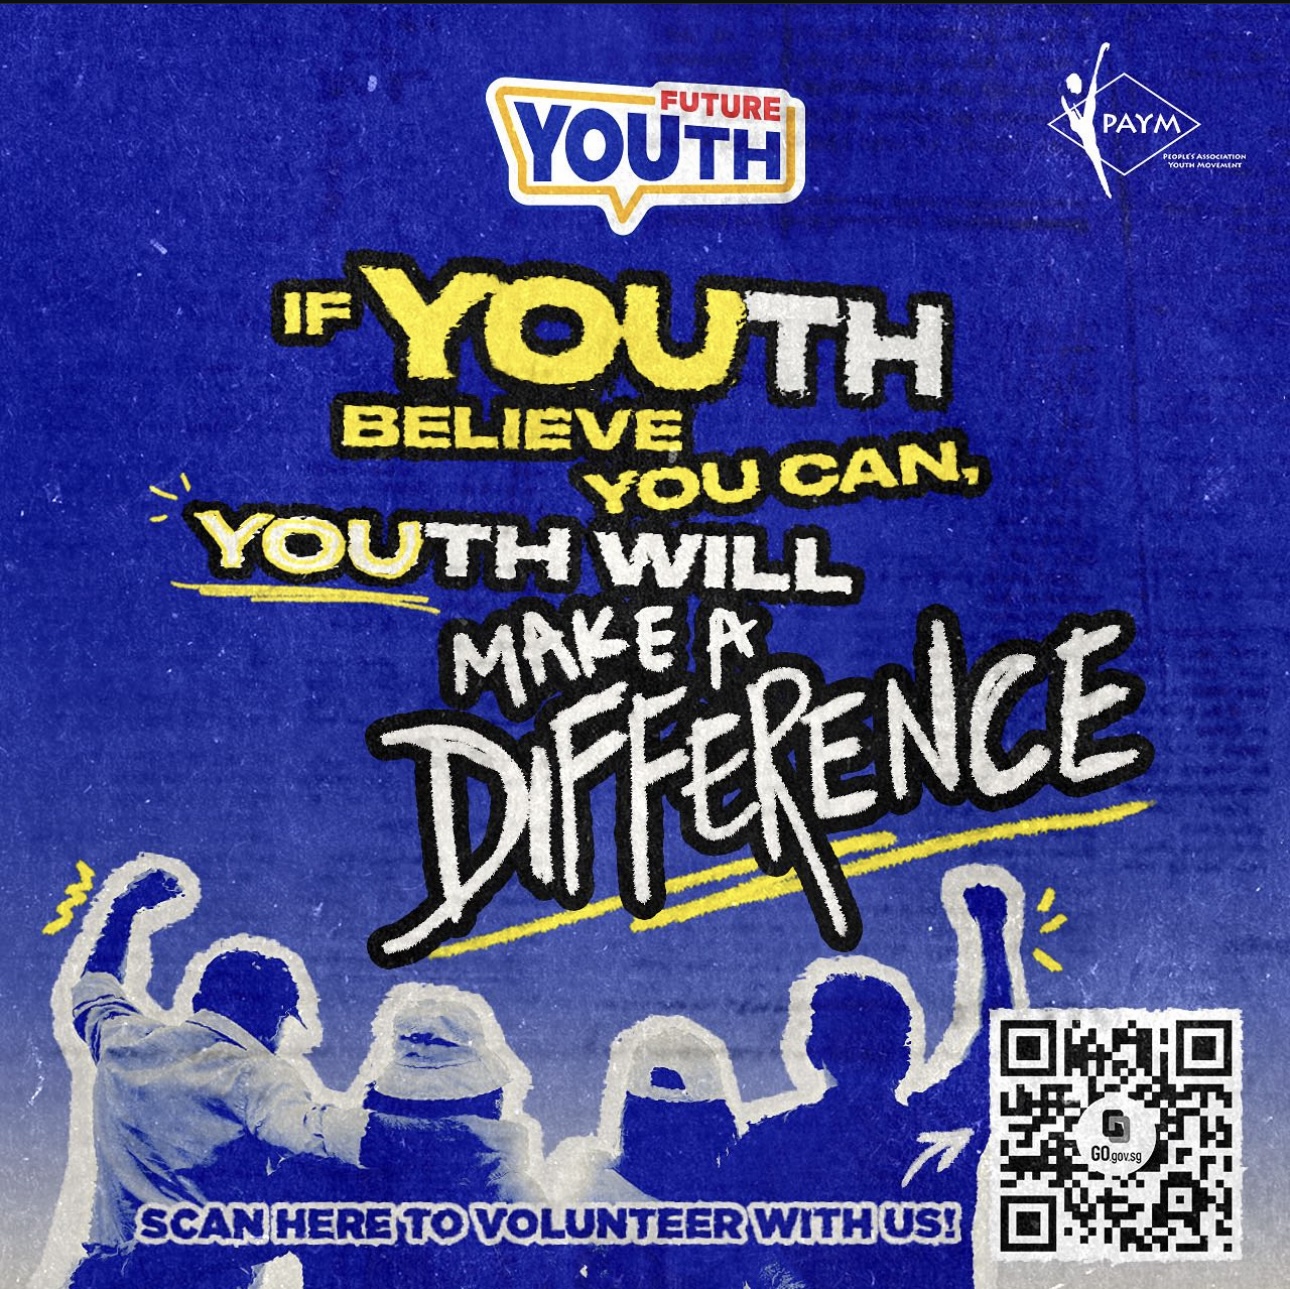 FUTURE
YOUTH
PAYM
PEOPLE'S ASSOCIATION
YOUTH MOVEMENT
IF YOUTH
BELIEVE
YOU CAN,
YOUTH WILL
MAKE A
DIFFERENCE
GO.gov.sg
SCAN HERE TO VOLUNTEER WITH US!